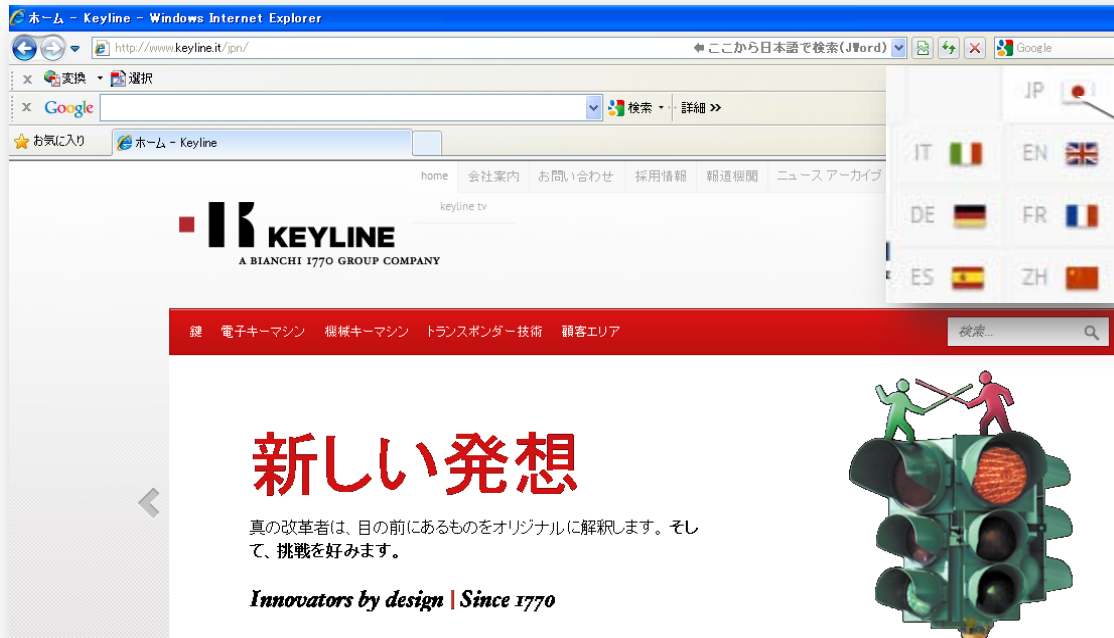 ホーム - Keyline - Windows Internet Explorer
http://www.keyline.it/jpn/
ここから日本語で検索(JWord)
Google
x 変換 選択
x Google 検索 詳細 >>
お気に入り ホーム - Keyline
JP
IT EN
DE FR
ES ZH
home 会社案内 お問い合わせ 採用情報 報道機関 ニュース アーカイブ
keyline tv
KEYLINE
A BIANCHI 1770 GROUP COMPANY
鍵 電子キーマシン 機械キーマシン トランスポンダー技術 顧客エリア 検索...
新しい発想
真の改革者は、目の前にあるものをオリジナルに解釈します。そし
て、挑戦を好みます。
Innovators by design | Since 1770